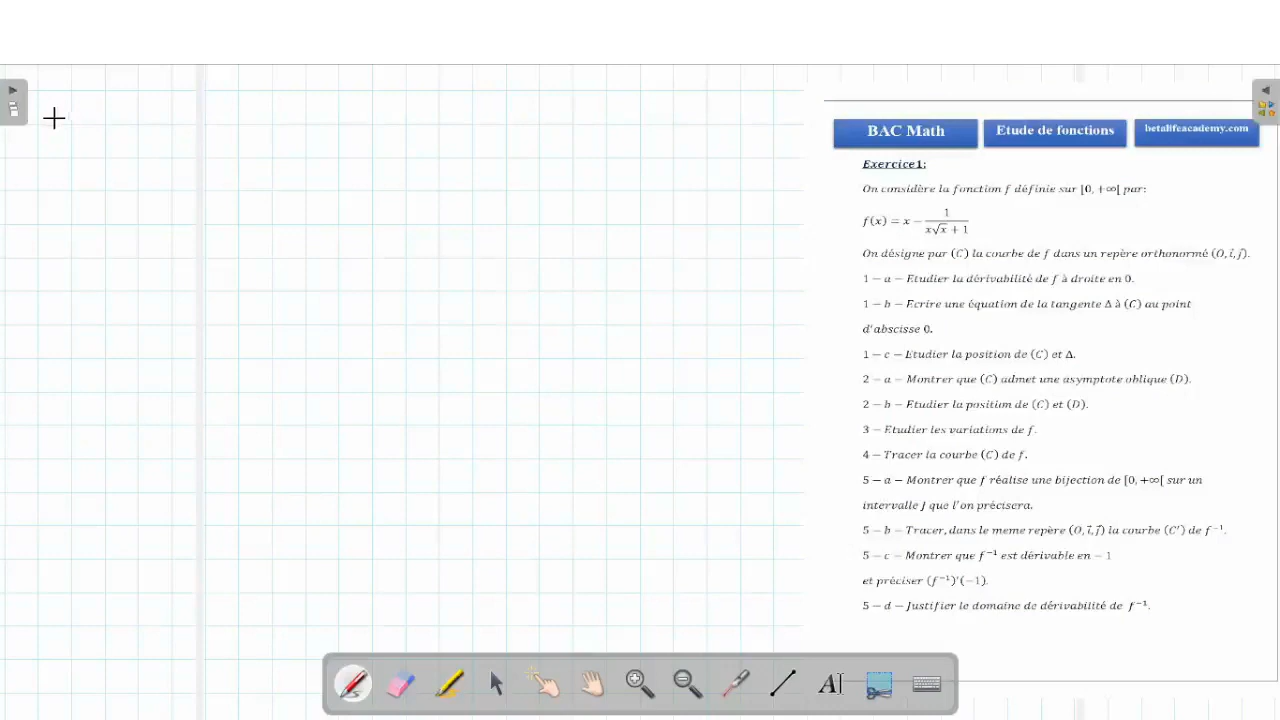 BAC Math
Etude de fonctions
betalifeacademy.com
Exercice1:
On considère la fonction f définie sur [0, +∞[ par:
f(x) = x − 1/(x√x + 1)
On désigne par (C) la courbe de f dans un repère orthonormé (O, i⃗, j⃗).
1 − a − Etudier la dérivabilité de f à droite en 0.
1 − b − Ecrire une équation de la tangente Δ à (C) au point
d'abscisse 0.
1 − c − Etudier la position de (C) et Δ.
2 − a − Montrer que (C) admet une asymptote oblique (D).
2 − b − Etudier la position de (C) et (D).
3 − Etudier les variations de f.
4 − Tracer la courbe (C) de f.
5 − a − Montrer que f réalise une bijection de [0, +∞[ sur un
intervalle J que l'on précisera.
5 − b − Tracer, dans le meme repère (O, i⃗, j⃗) la courbe (C') de f⁻¹.
5 − c − Montrer que f⁻¹ est dérivable en − 1
et préciser (f⁻¹)'(−1).
5 − d − Justifier le domaine de dérivabilité de f⁻¹.